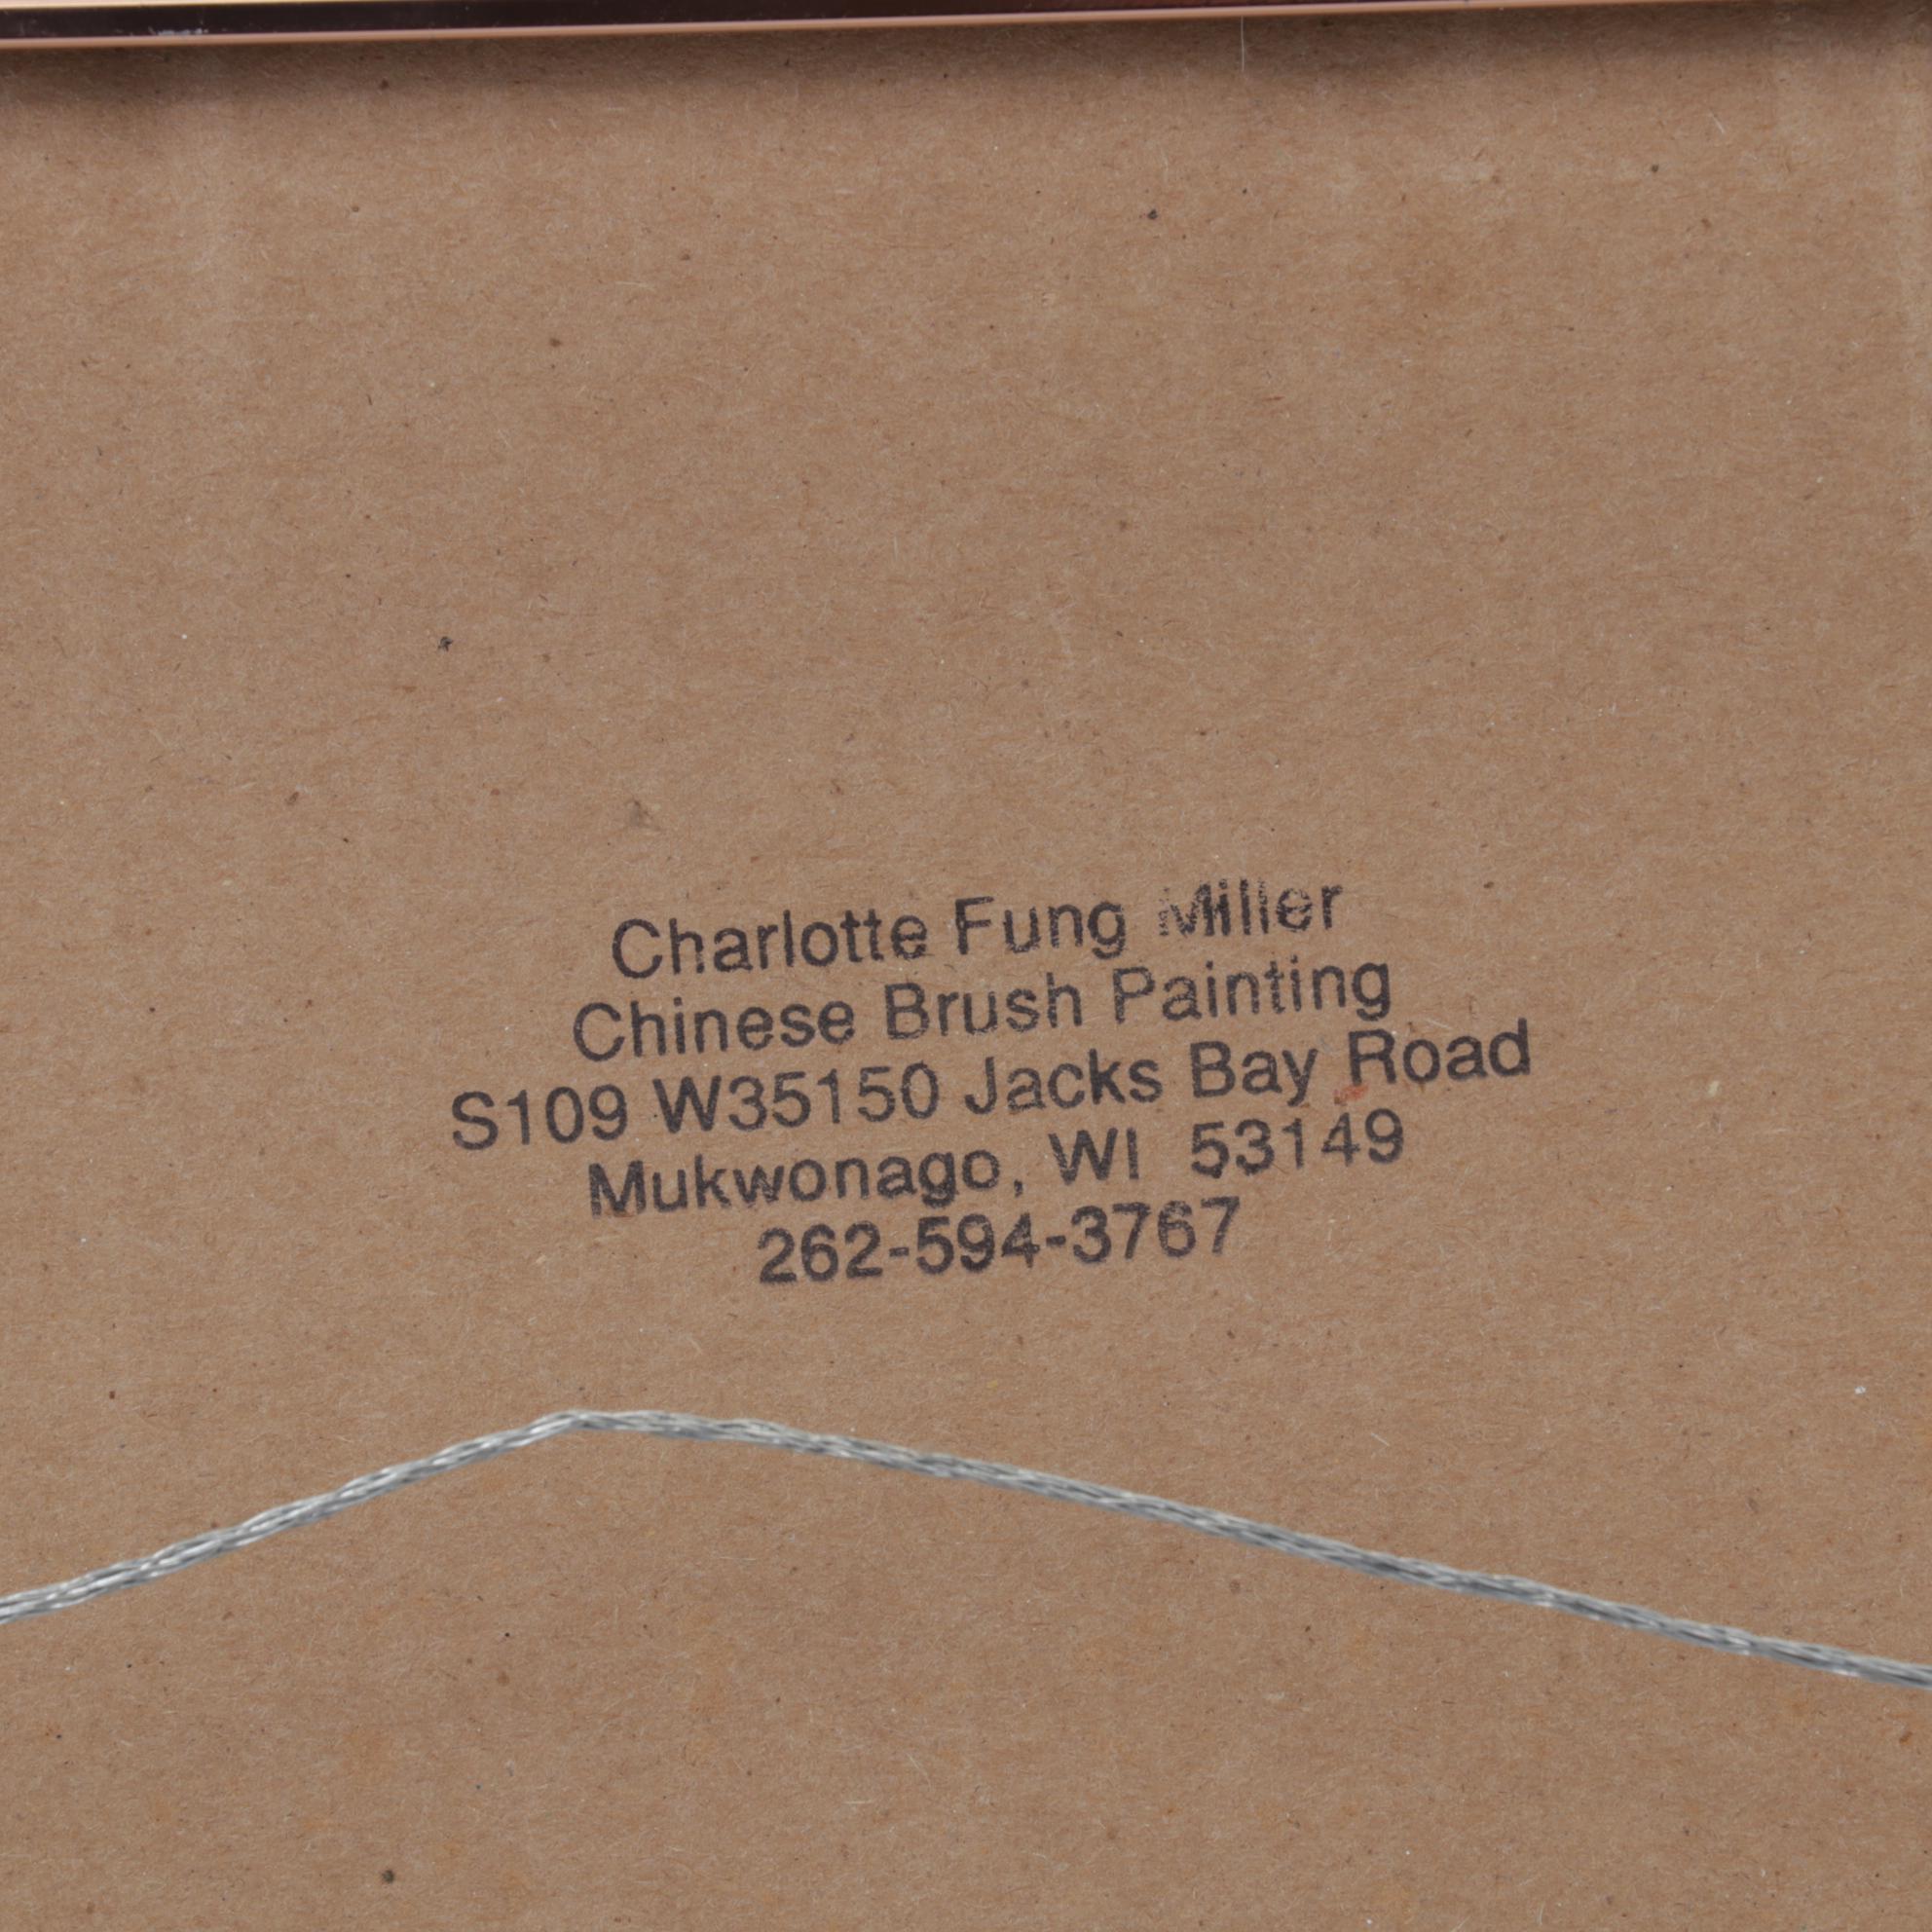 Charlotte Fung Miller
Chinese Brush Painting
S109 W35150 Jacks Bay Road
Mukwonago, WI  53149
262-594-3767